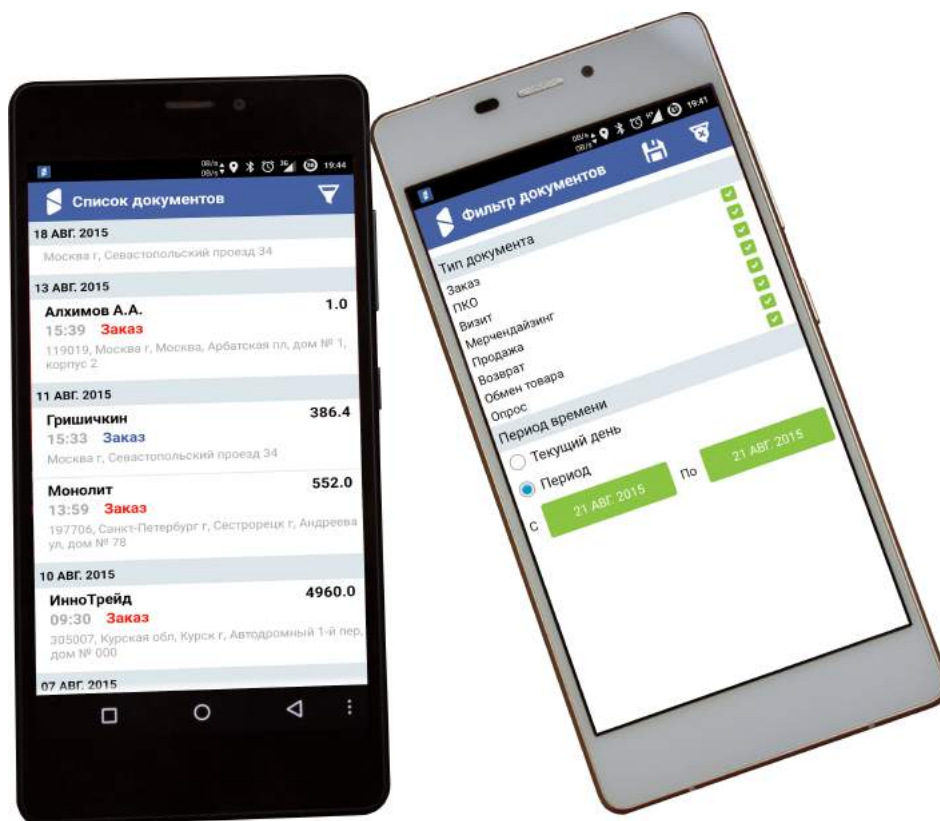 0B/s
0B/s
3G
19:44
Список документов
18 АВГ. 2015
Москва г, Севастопольский проезд 34
13 АВГ. 2015
Алхимов А.А. 1.0
15:39 Заказ
119019, Москва г, Москва, Арбатская пл, дом № 1,
корпус 2
11 АВГ. 2015
Гришичкин 386.4
15:33 Заказ
Москва г, Севастопольский проезд 34
Монолит 552.0
13:59 Заказ
197706, Санкт-Петербург г, Сестрорецк г, Андреева
ул, дом № 78
10 АВГ. 2015
ИнноТрейд 4960.0
09:30 Заказ
305007, Курская обл, Курск г, Автодромный 1-й пер,
дом № 000
07 АВГ. 2015
0B/s
0B/s
19:41
Фильтр документов
Тип документа
Заказ
ПКО
Визит
Мерчендайзинг
Продажа
Возврат
Обмен товара
Опрос
Период времени
Текущий день
Период
С 21 АВГ. 2015 По 21 АВГ. 2015